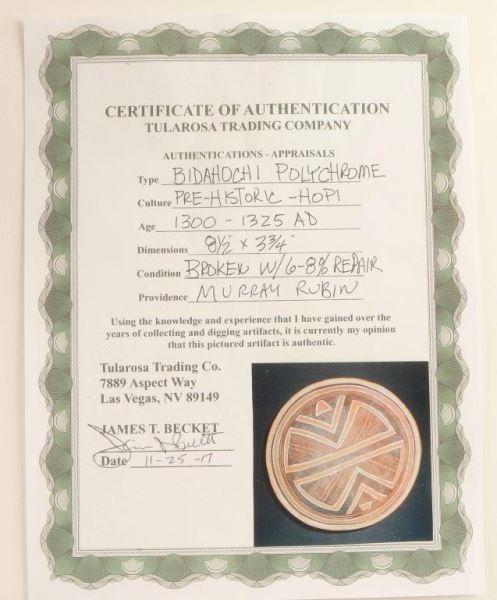 CERTIFICATE OF AUTHENTICATION
TULAROSA TRADING COMPANY
AUTHENTICATIONS - APPRAISALS
Type BIDAHOCHI POLYCHROME
Culture PRE-HISTORIC - HOPI
Age 1300 - 1325 AD
Dimensions 8½" x 3¾"
Condition BROKEN W/6-8% REPAIR
Providence MURRAY RUBIN
Using the knowledge and experience that I have gained over the
years of collecting and digging artifacts, it is currently my opinion
that this pictured artifact is authentic.
Tularosa Trading Co.
7889 Aspect Way
Las Vegas, NV 89149
JAMES T. BECKET
Date 11-25-17